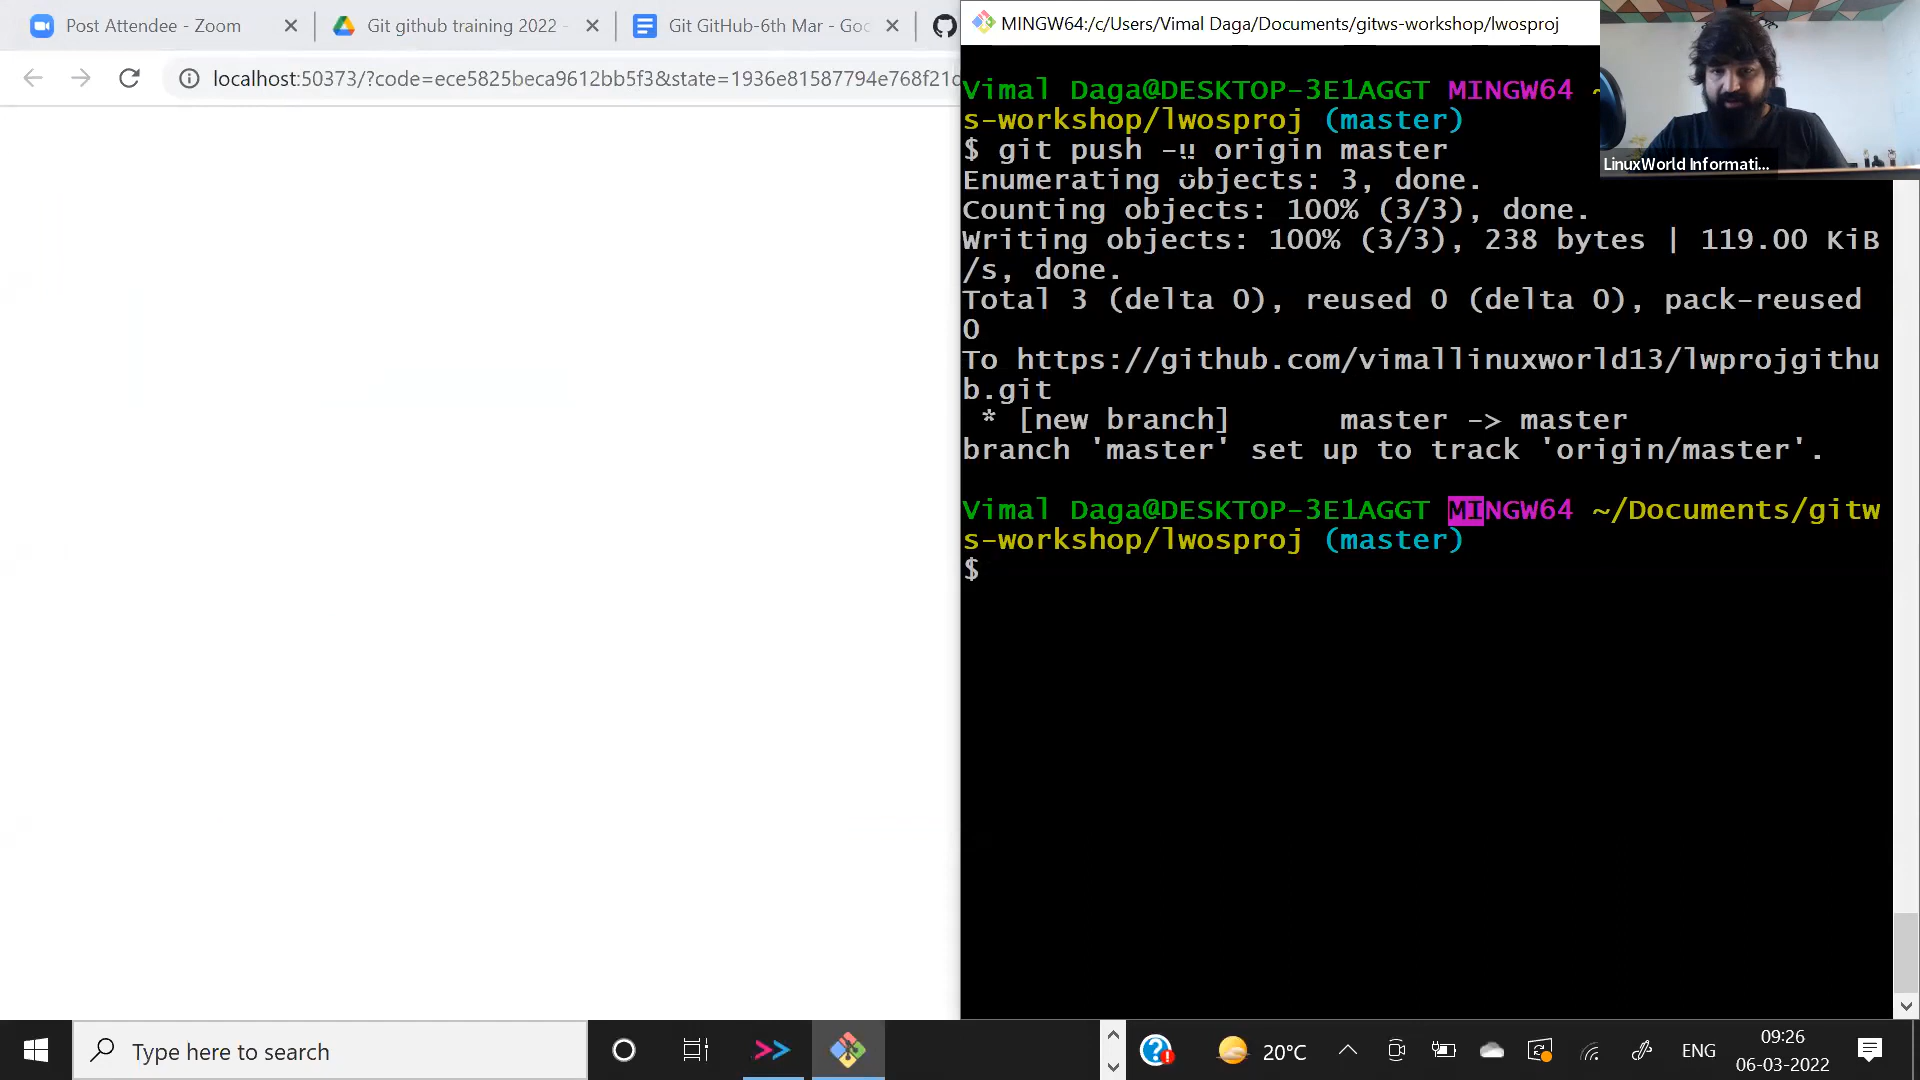 Post Attendee - Zoom
Git github training 2022 -
Git GitHub-6th Mar - Goo
localhost:50373/?code=ece5825beca9612bb5f3&state=1936e81587794e768f21
MINGW64:/c/Users/Vimal Daga/Documents/gitws-workshop/lwosproj
Vimal Daga@DESKTOP-3E1AGGT MINGW64 ~
s-workshop/lwosproj (master)
$ git push -u origin master
Enumerating objects: 3, done.
Counting objects: 100% (3/3), done.
Writing objects: 100% (3/3), 238 bytes | 119.00 KiB
/s, done.
Total 3 (delta 0), reused 0 (delta 0), pack-reused
0
To https://github.com/vimallinuxworld13/lwprojgithu
b.git
* [new branch] master -> master
branch 'master' set up to track 'origin/master'.
Vimal Daga@DESKTOP-3E1AGGT MINGW64 ~/Documents/gitw
s-workshop/lwosproj (master)
$
LinuxWorld Informati...
Type here to search
20°C
ENG
09:26
06-03-2022